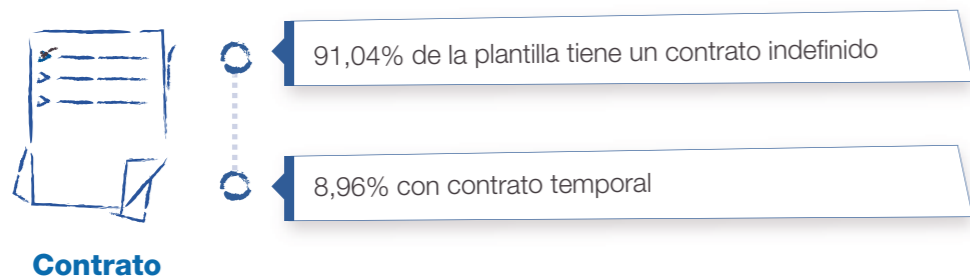 91,04% de la plantilla tiene un contrato indefinido
8,96% con contrato temporal
Contrato